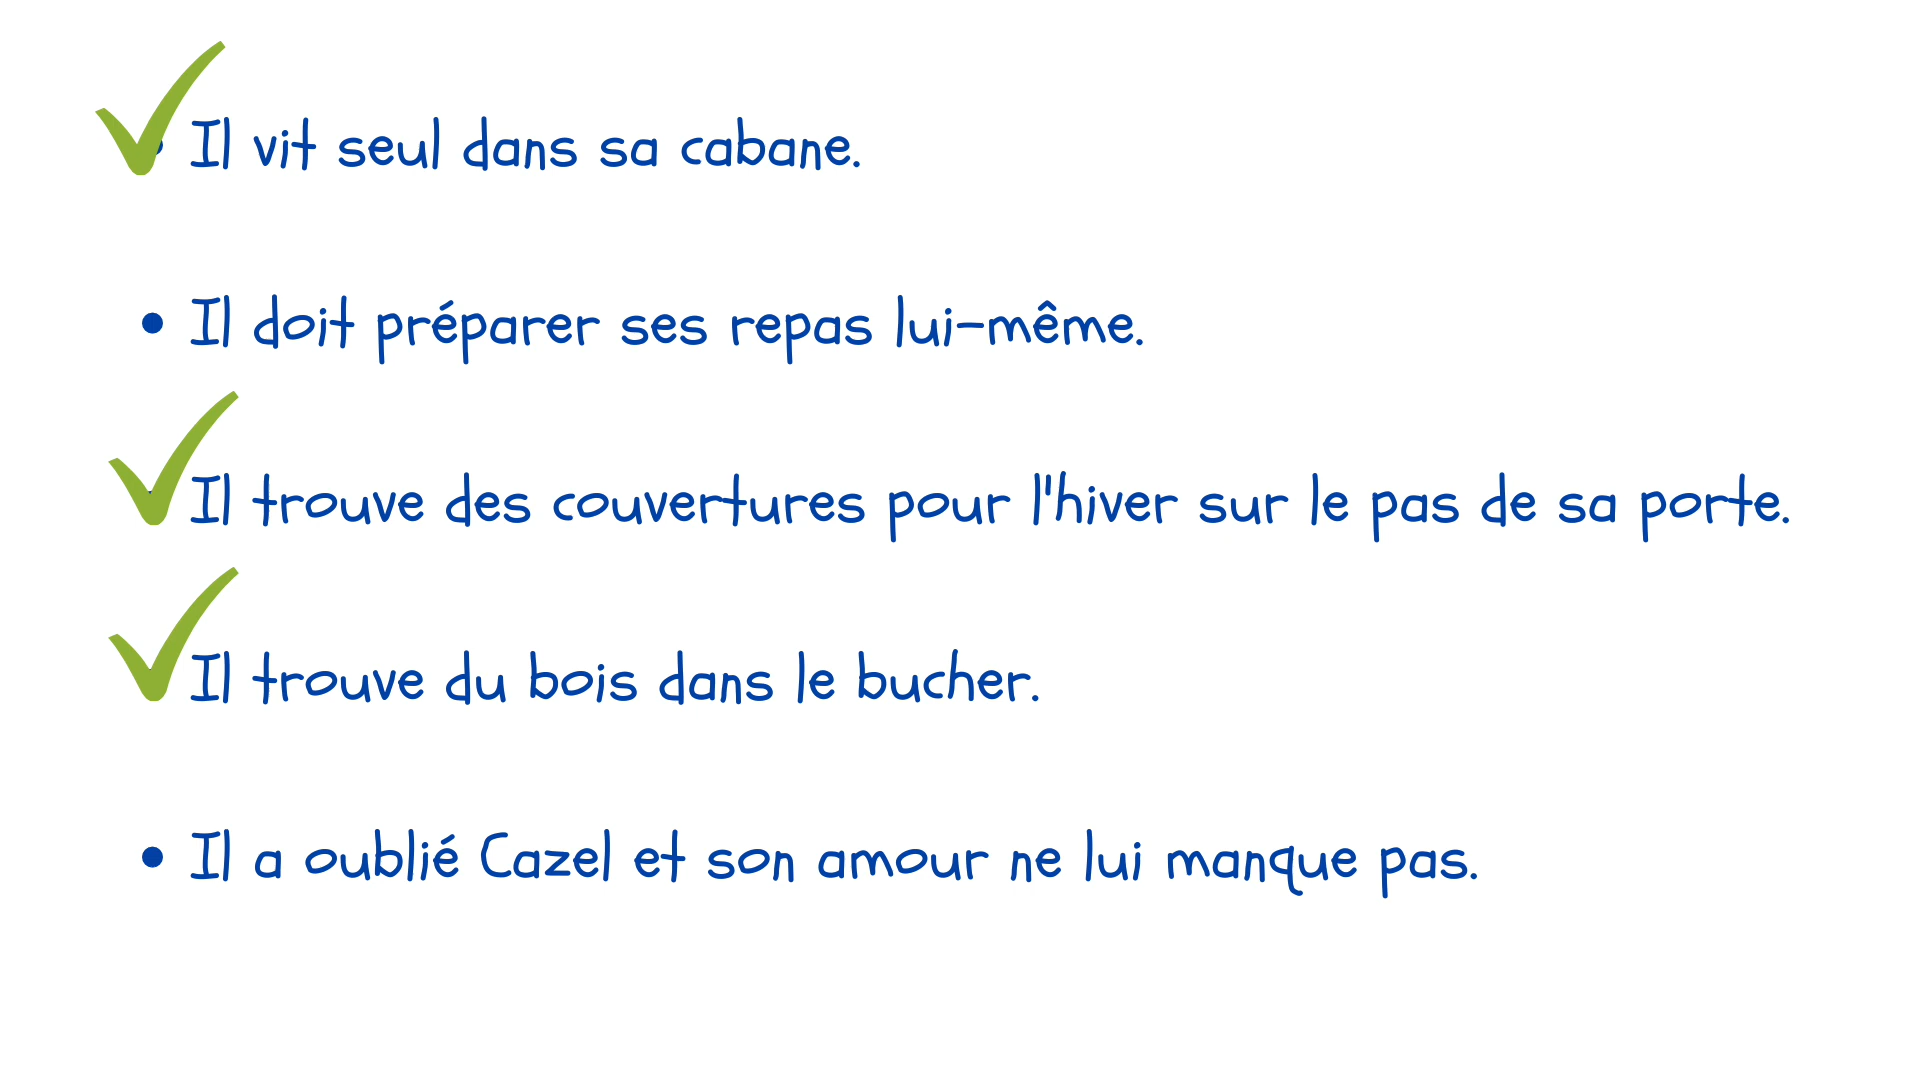 Il vit seul dans sa cabane.
Il doit préparer ses repas lui-même.
Il trouve des couvertures pour l'hiver sur le pas de sa porte.
Il trouve du bois dans le bucher.
Il a oublié Cazel et son amour ne lui manque pas.